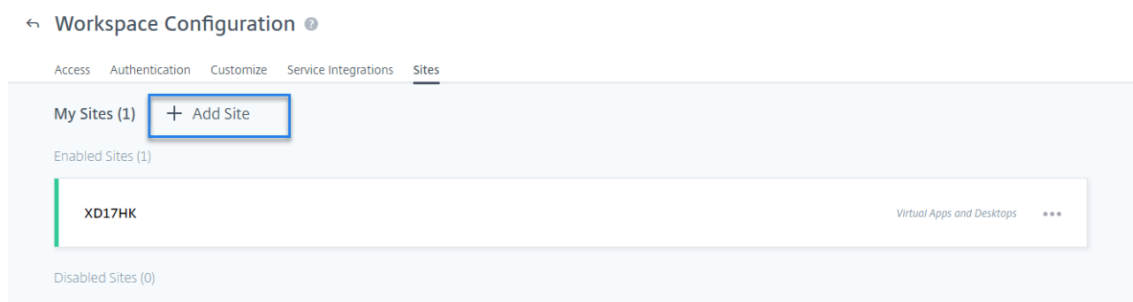 Workspace Configuration
Access Authentication Customize Service Integrations Sites
My Sites (1) + Add Site
Enabled Sites (1)
XD17HK Virtual Apps and Desktops
Disabled Sites (0)